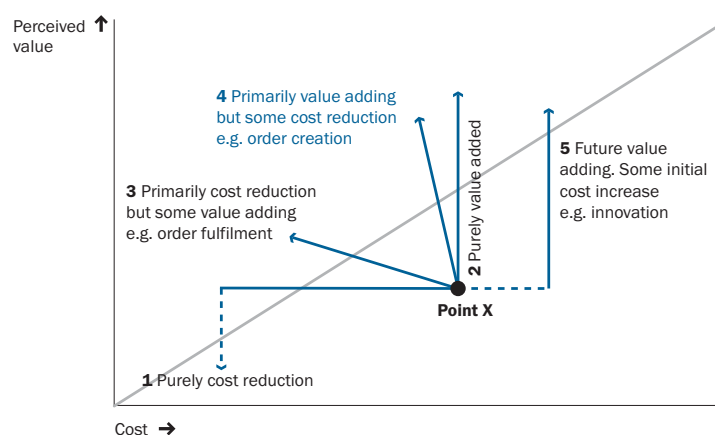 Perceived
value
4 Primarily value adding
but some cost reduction
e.g. order creation
2 Purely value added
5 Future value
adding. Some initial
cost increase
e.g. innovation
3 Primarily cost reduction
but some value adding
e.g. order fulfilment
Point X
1 Purely cost reduction
Cost